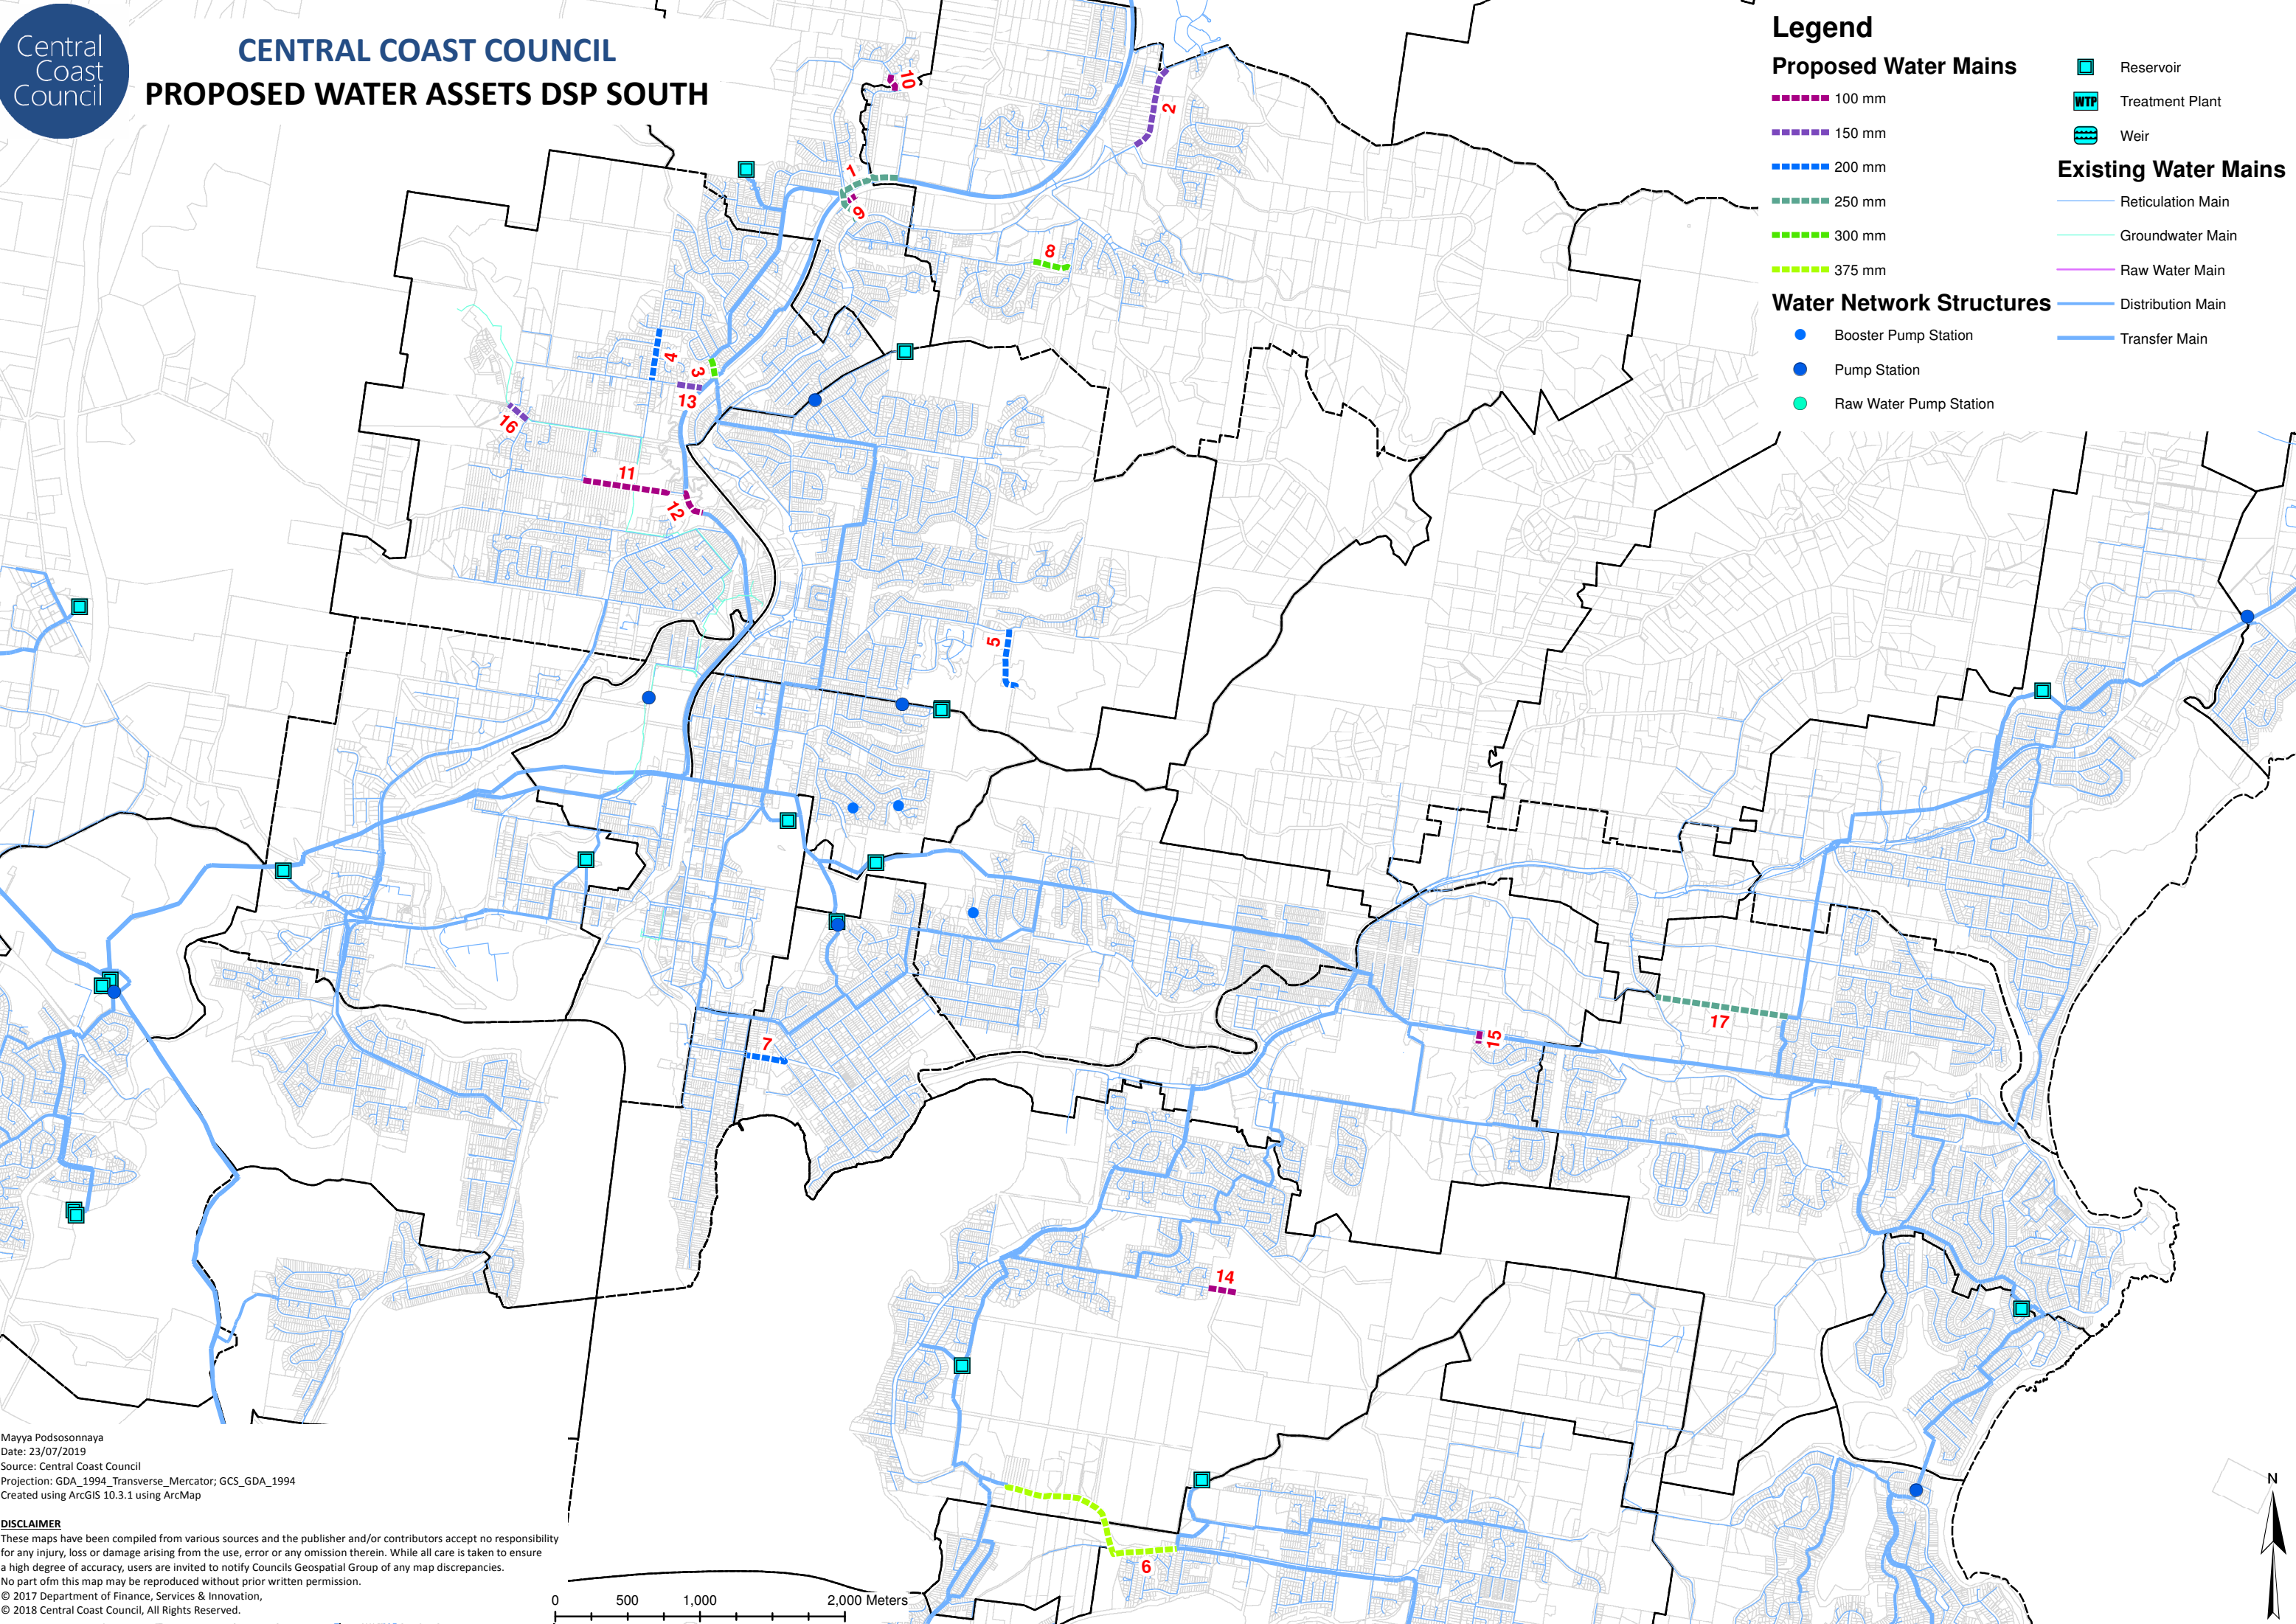 Central
Coast
Council
CENTRAL COAST COUNCIL
PROPOSED WATER ASSETS DSP SOUTH
Legend
Proposed Water Mains
100 mm
150 mm
200 mm
250 mm
300 mm
375 mm
Water Network Structures
Booster Pump Station
Pump Station
Raw Water Pump Station
Reservoir
WTP
Treatment Plant
Weir
Existing Water Mains
Reticulation Main
Groundwater Main
Raw Water Main
Distribution Main
Transfer Main
10
2
1
9
8
4
3
13
16
11
12
5
7
15
17
14
6
Mayya Podsosonnaya
Date: 23/07/2019
Source: Central Coast Council
Projection: GDA_1994_Transverse_Mercator; GCS_GDA_1994
Created using ArcGIS 10.3.1 using ArcMap
DISCLAIMER
These maps have been compiled from various sources and the publisher and/or contributors accept no responsibility
for any injury, loss or damage arising from the use, error or any omission therein. While all care is taken to ensure
a high degree of accuracy, users are invited to notify Councils Geospatial Group of any map discrepancies.
No part ofm this map may be reproduced without prior written permission.
© 2017 Department of Finance, Services & Innovation,
© 2018 Central Coast Council, All Rights Reserved.
0 500 1,000 2,000 Meters
N